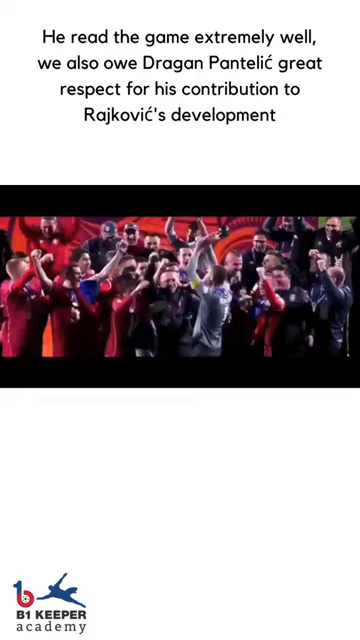 He read the game extremely well,
we also owe Dragan Pantelić great
respect for his contribution to
Rajković's development
B1 KEEPER
academy